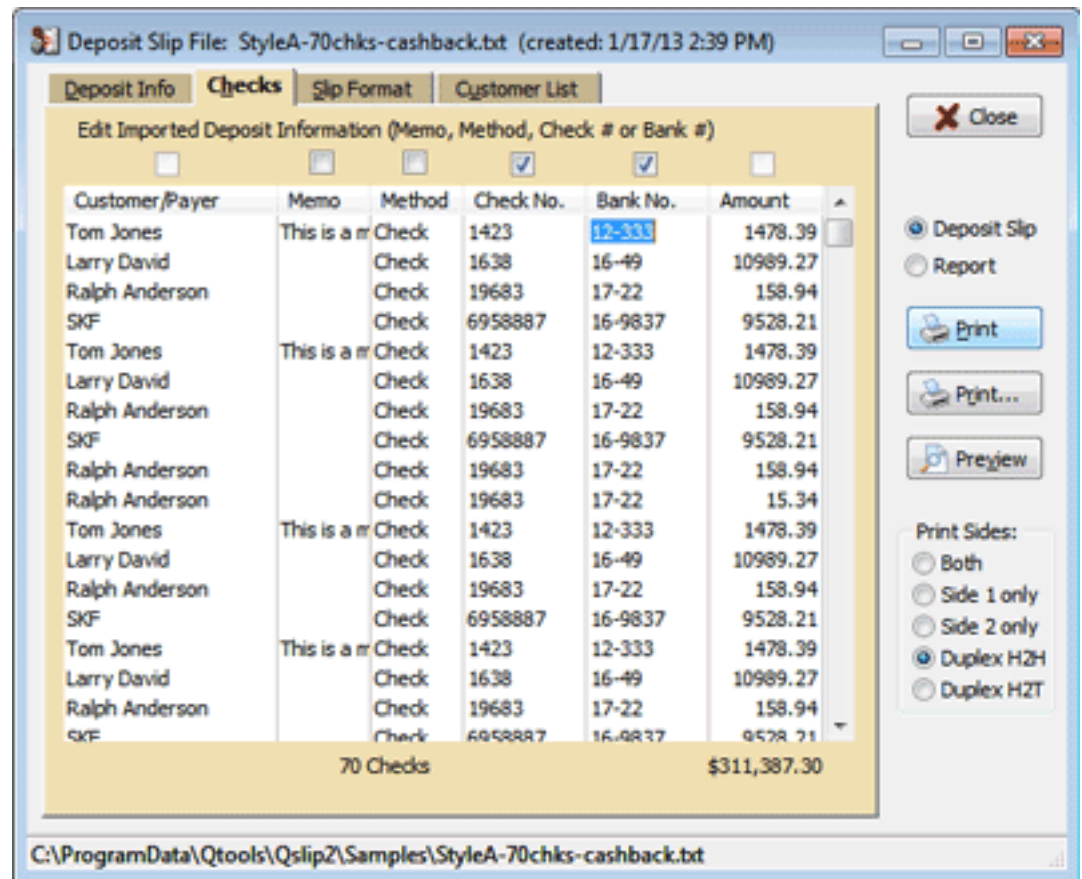 Deposit Slip File: StyleA-70chks-cashback.txt (created: 1/17/13 2:39 PM)
Deposit Info Checks Slip Format Customer List
Edit Imported Deposit Information (Memo, Method, Check # or Bank #)
Customer/Payer Memo Method Check No. Bank No. Amount
Tom Jones This is a m Check 1423 12-333 1478.39
Larry David Check 1638 16-49 10989.27
Ralph Anderson Check 19683 17-22 158.94
SKF Check 6958887 16-9837 9528.21
Tom Jones This is a m Check 1423 12-333 1478.39
Larry David Check 1638 16-49 10989.27
Ralph Anderson Check 19683 17-22 158.94
SKF Check 6958887 16-9837 9528.21
Ralph Anderson Check 19683 17-22 158.94
Ralph Anderson Check 19683 17-22 15.34
Tom Jones This is a m Check 1423 12-333 1478.39
Larry David Check 1638 16-49 10989.27
Ralph Anderson Check 19683 17-22 158.94
SKF Check 6958887 16-9837 9528.21
Tom Jones This is a m Check 1423 12-333 1478.39
Larry David Check 1638 16-49 10989.27
Ralph Anderson Check 19683 17-22 158.94
SKF Check 6958887 16-9837 9528.21
70 Checks $311,387.30
Close
Deposit Slip
Report
Print
Print...
Preview
Print Sides:
Both
Side 1 only
Side 2 only
Duplex H2H
Duplex H2T
C:\ProgramData\Qtools\Qslip2\Samples\StyleA-70chks-cashback.txt